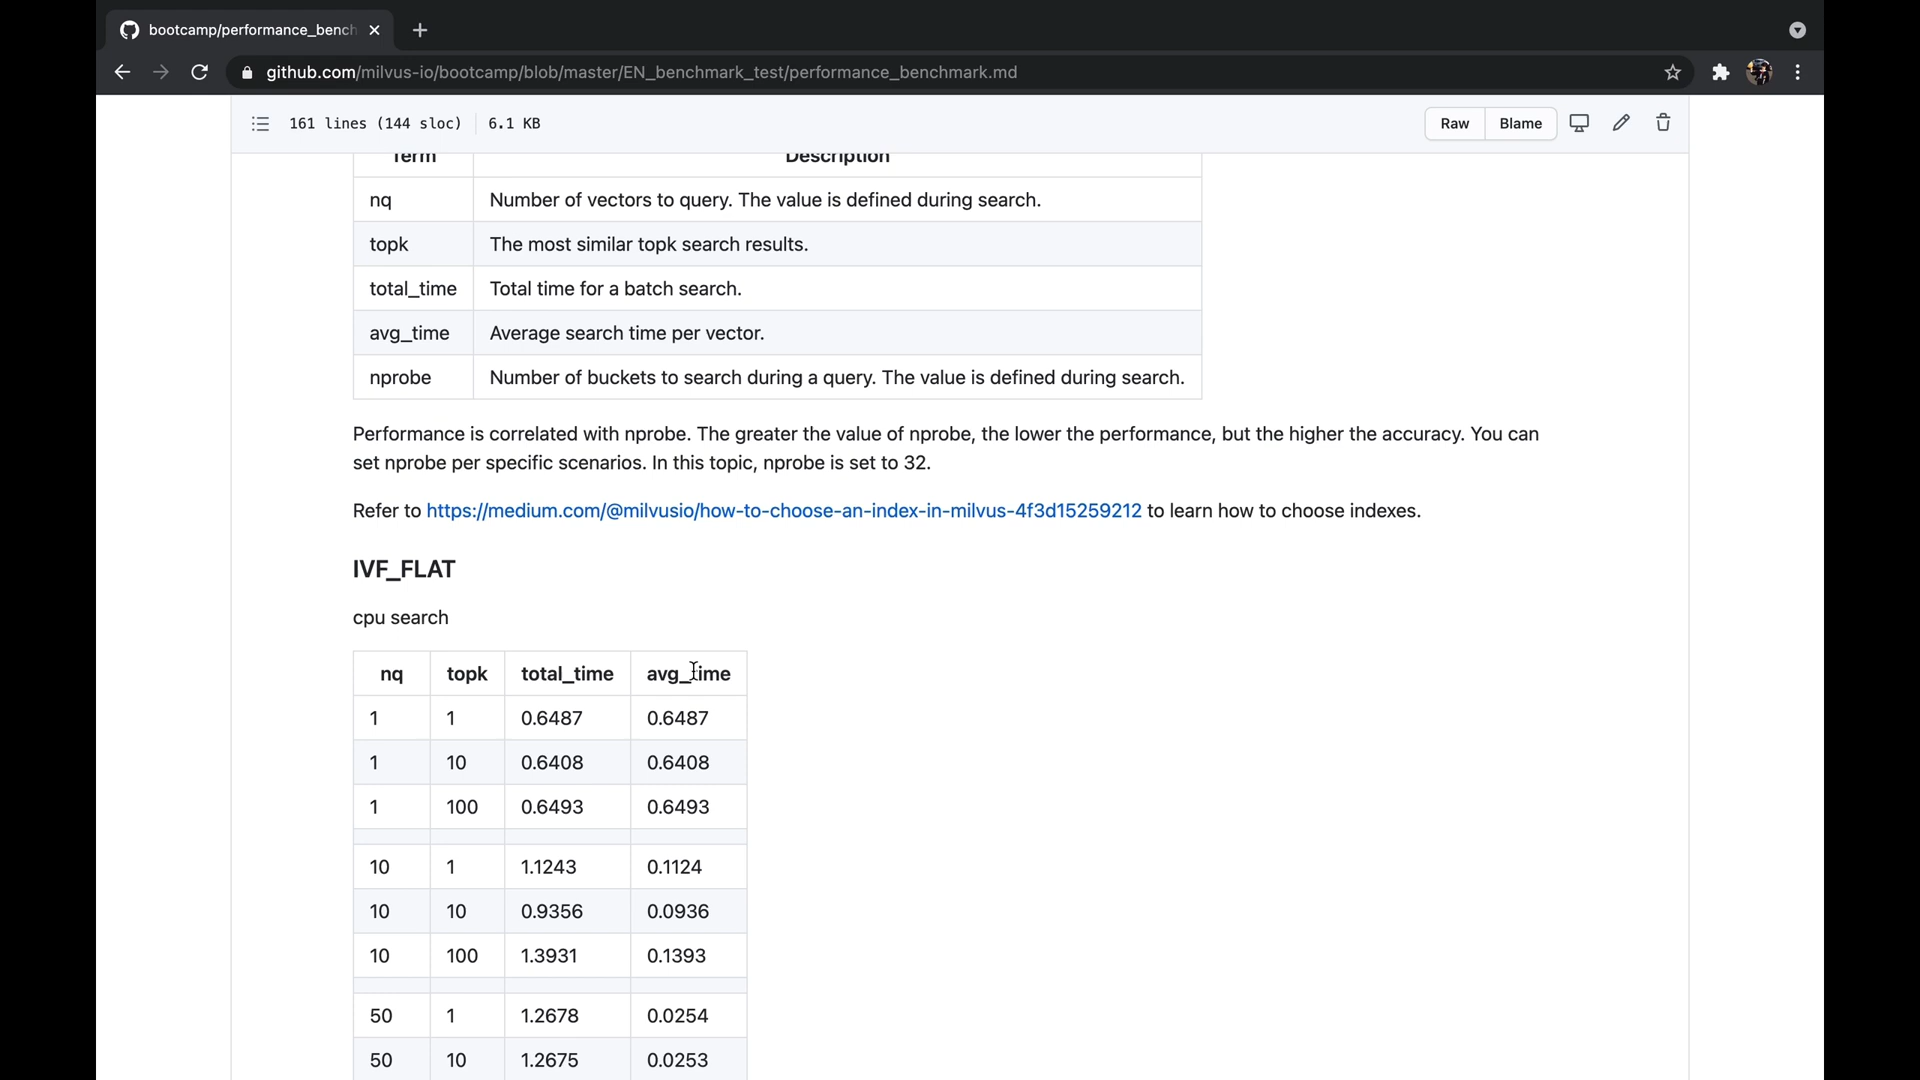 bootcamp/performance_bench
github.com/milvus-io/bootcamp/blob/master/EN_benchmark_test/performance_benchmark.md
161 lines (144 sloc) 6.1 KB Raw Blame
Term Description
nq Number of vectors to query. The value is defined during search.
topk The most similar topk search results.
total_time Total time for a batch search.
avg_time Average search time per vector.
nprobe Number of buckets to search during a query. The value is defined during search.
Performance is correlated with nprobe. The greater the value of nprobe, the lower the performance, but the higher the accuracy. You can
set nprobe per specific scenarios. In this topic, nprobe is set to 32.
Refer to https://medium.com/@milvusio/how-to-choose-an-index-in-milvus-4f3d15259212 to learn how to choose indexes.
IVF_FLAT
cpu search
nq topk total_time avg_time
1 1 0.6487 0.6487
1 10 0.6408 0.6408
1 100 0.6493 0.6493
10 1 1.1243 0.1124
10 10 0.9356 0.0936
10 100 1.3931 0.1393
50 1 1.2678 0.0254
50 10 1.2675 0.0253